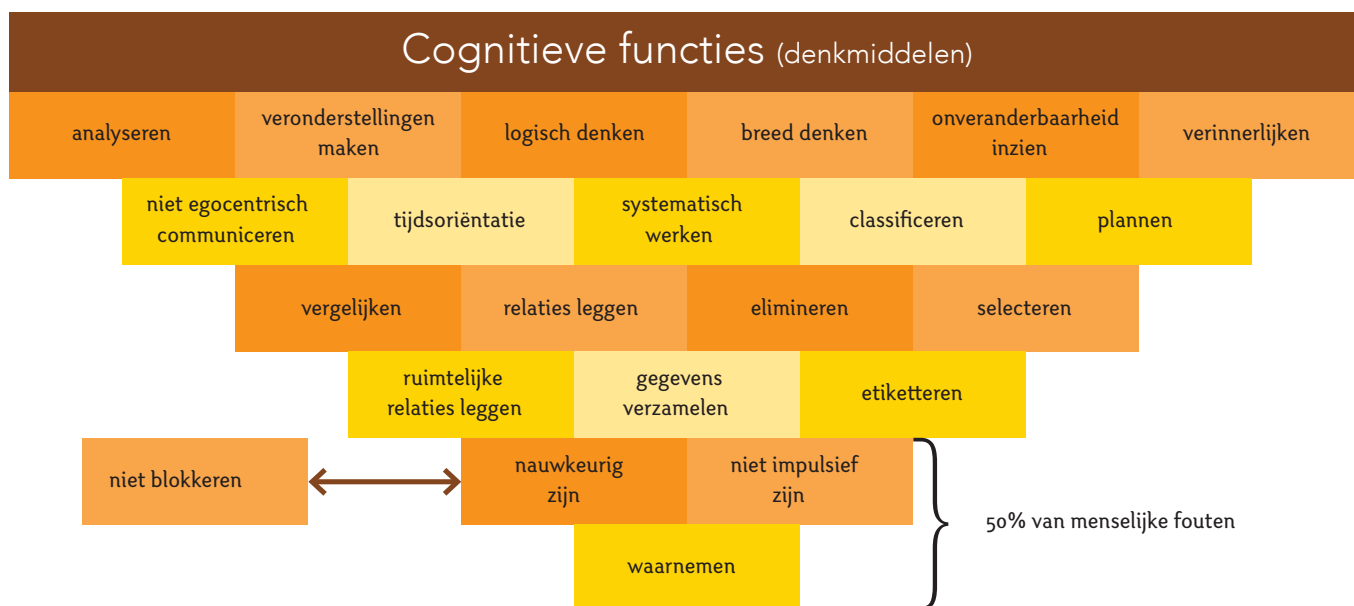 Cognitieve functies (denkmiddelen)
analyseren
veronderstellingen
maken
logisch denken
breed denken
onveranderbaarheid
inzien
verinnerlijken
niet egocentrisch
communiceren
tijdsoriëntatie
systematisch
werken
classificeren
plannen
vergelijken
relaties leggen
elimineren
selecteren
ruimtelijke
relaties leggen
gegevens
verzamelen
etiketteren
niet blokkeren
nauwkeurig
zijn
niet impulsief
zijn
50% van menselijke fouten
waarnemen